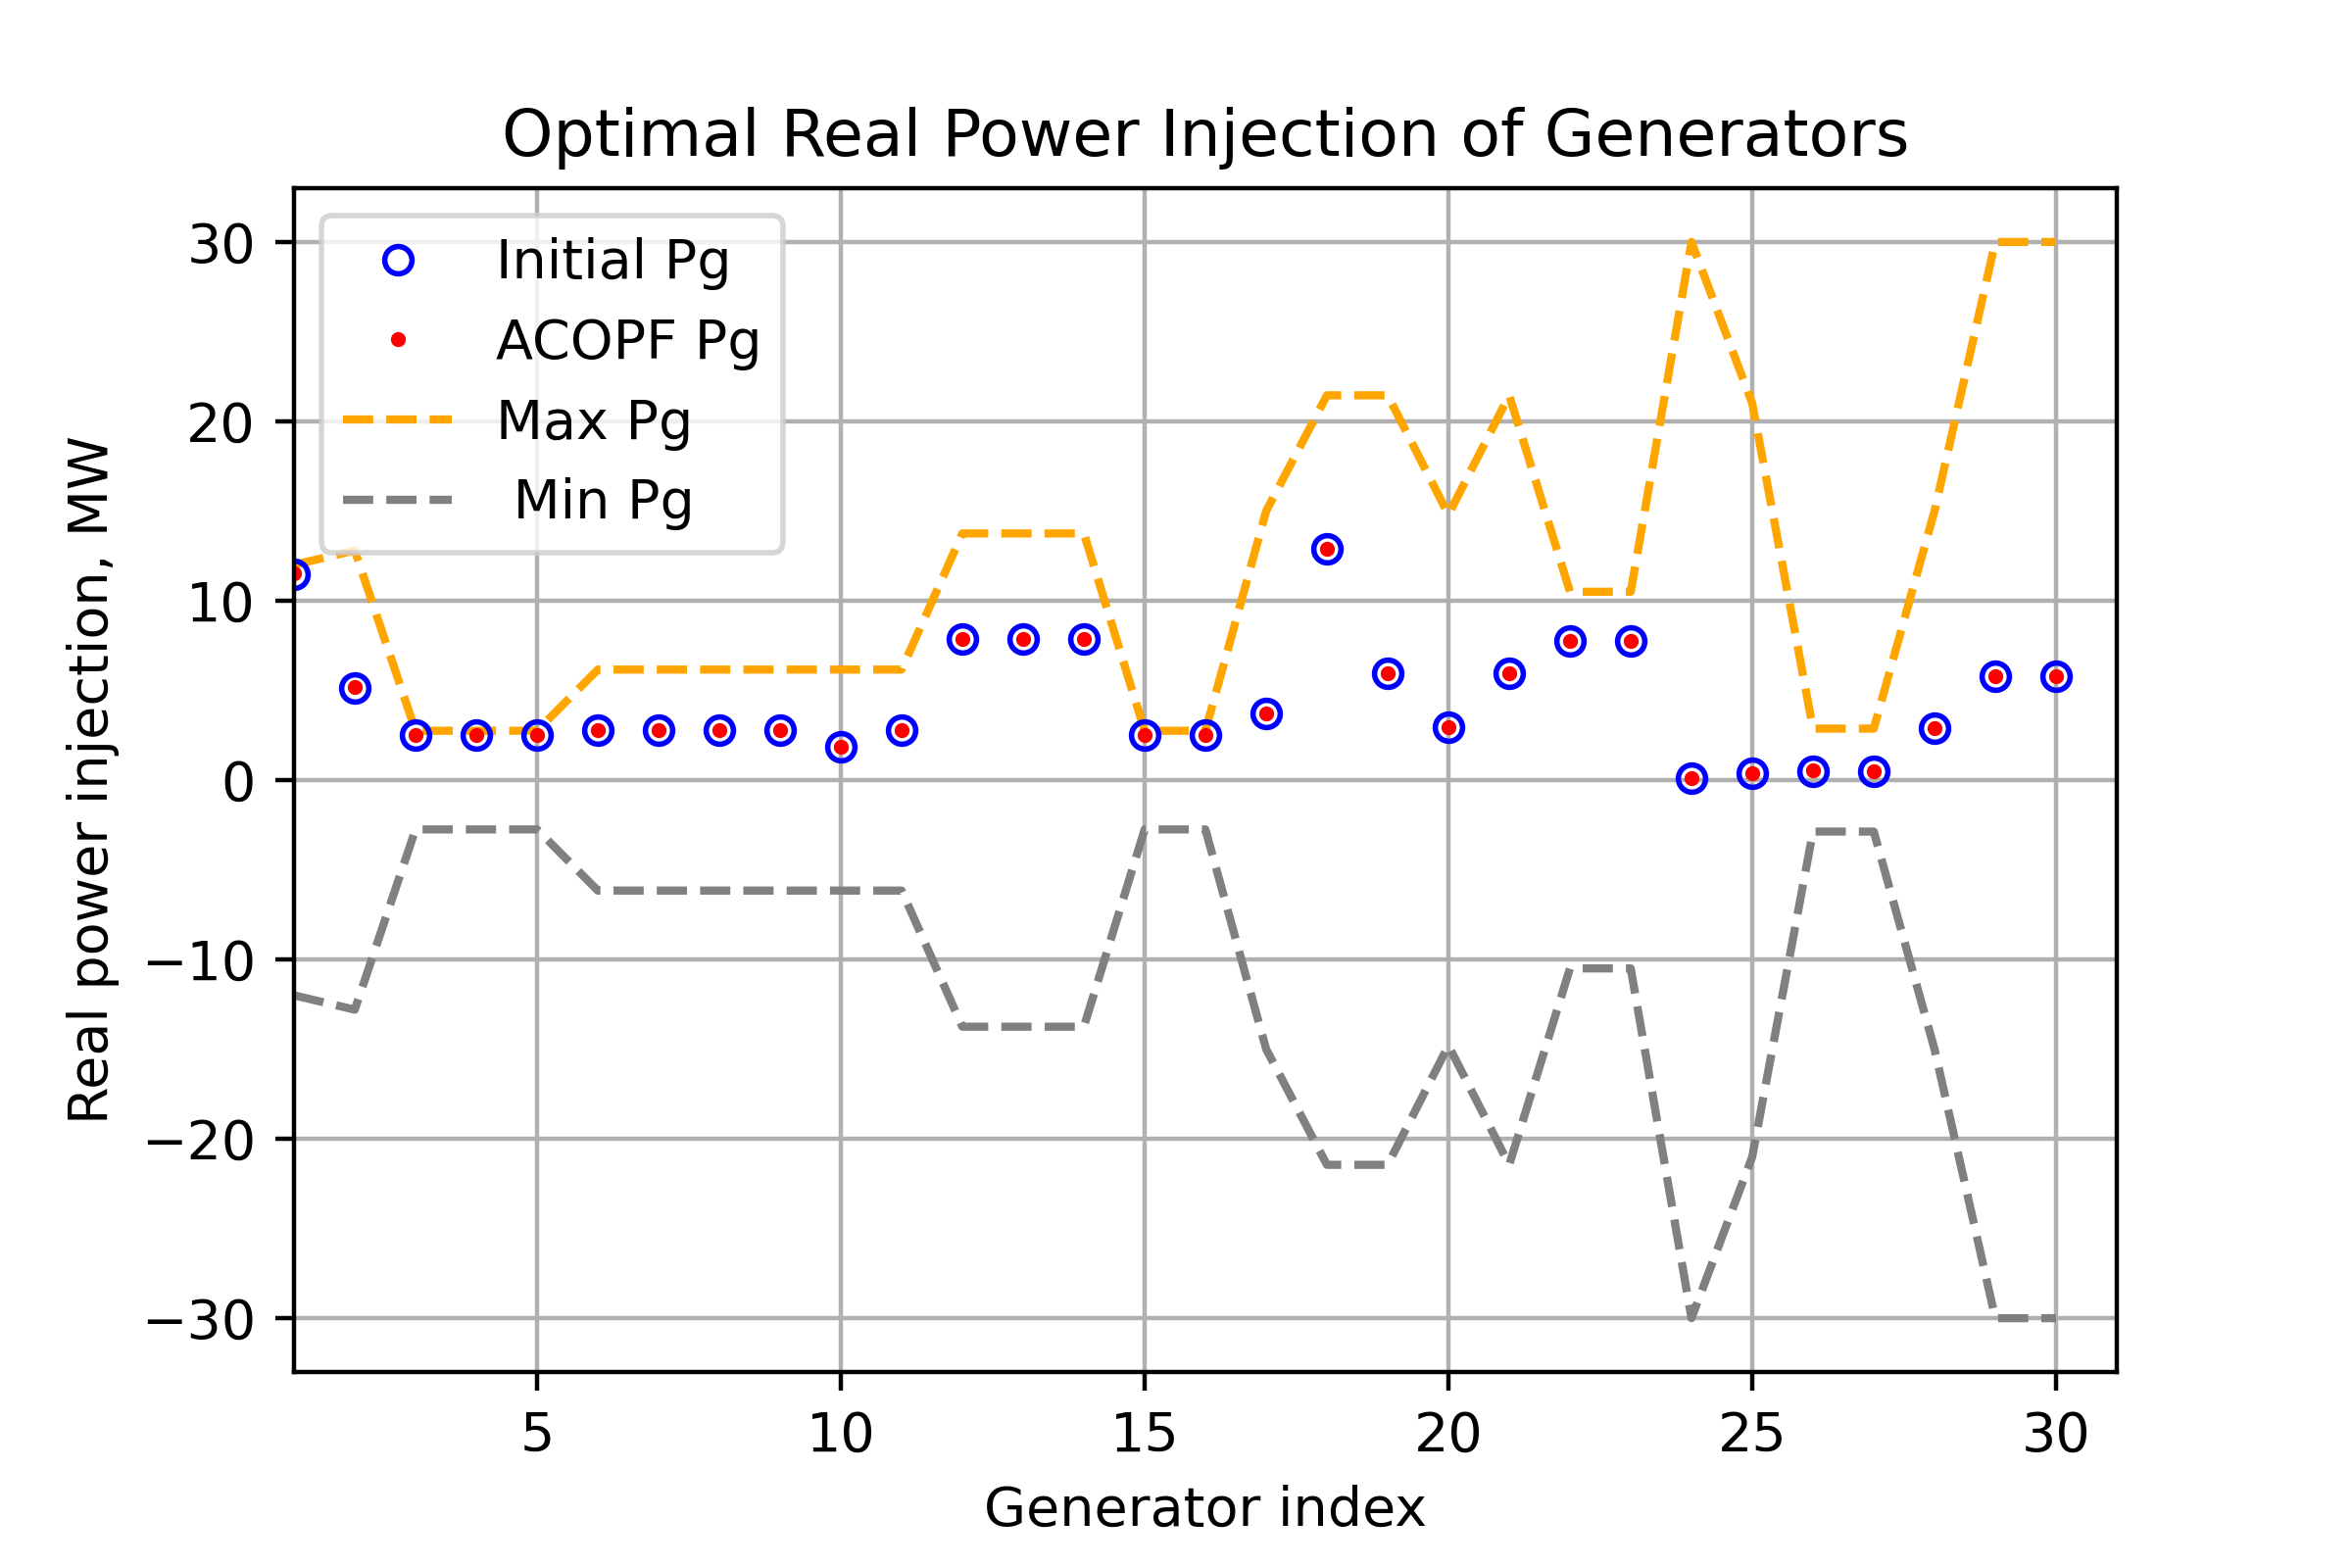 Optimal Real Power Injection of Generators
Real power injection, MW
30
20
10
0
−10
−20
−30
Initial Pg
ACOPF Pg
Max Pg
Min Pg
5 10 15 20 25 30
Generator index